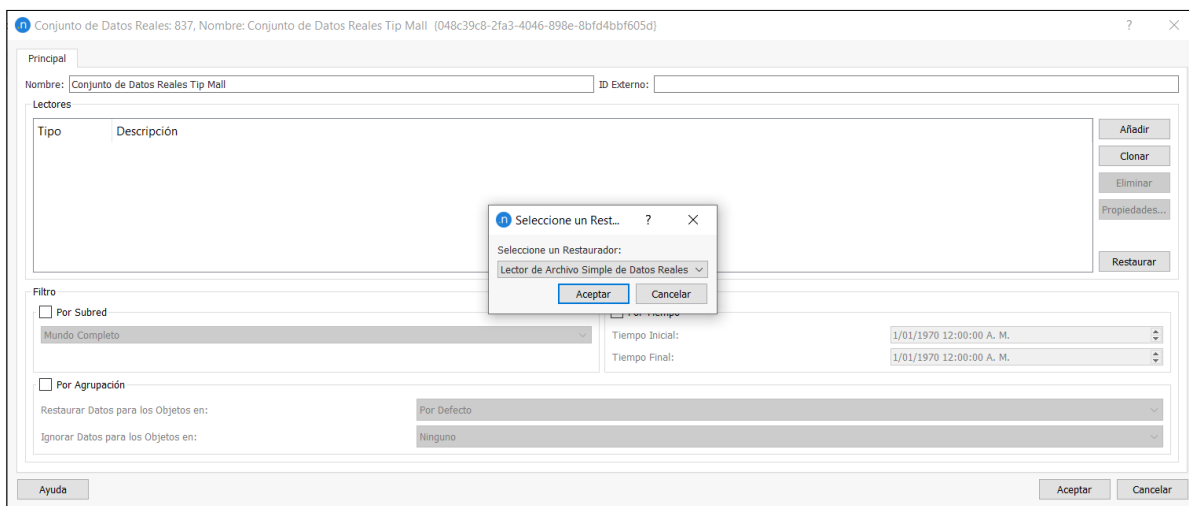 Conjunto de Datos Reales: 837, Nombre: Conjunto de Datos Reales Tip Mall {048c39c8-2fa3-4046-898e-8bfd4bbf605d}
Principal
Nombre: Conjunto de Datos Reales Tip Mall ID Externo:
Lectores
Tipo Descripción
Añadir
Clonar
Eliminar
Propiedades...
Restaurar
Seleccione un Rest... ?
Seleccione un Restaurador:
Lector de Archivo Simple de Datos Reales
Aceptar Cancelar
Filtro
Por Subred
Mundo Completo
Por Tiempo
Tiempo Inicial: 1/01/1970 12:00:00 A. M.
Tiempo Final: 1/01/1970 12:00:00 A. M.
Por Agrupación
Restaurar Datos para los Objetos en: Por Defecto
Ignorar Datos para los Objetos en: Ninguno
Ayuda Aceptar Cancelar